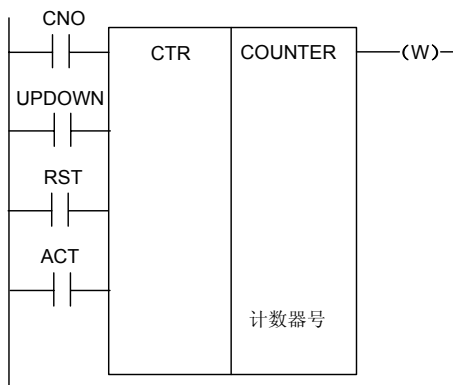 CNO
CTR COUNTER (W)
UPDOWN
RST
ACT
计数器号